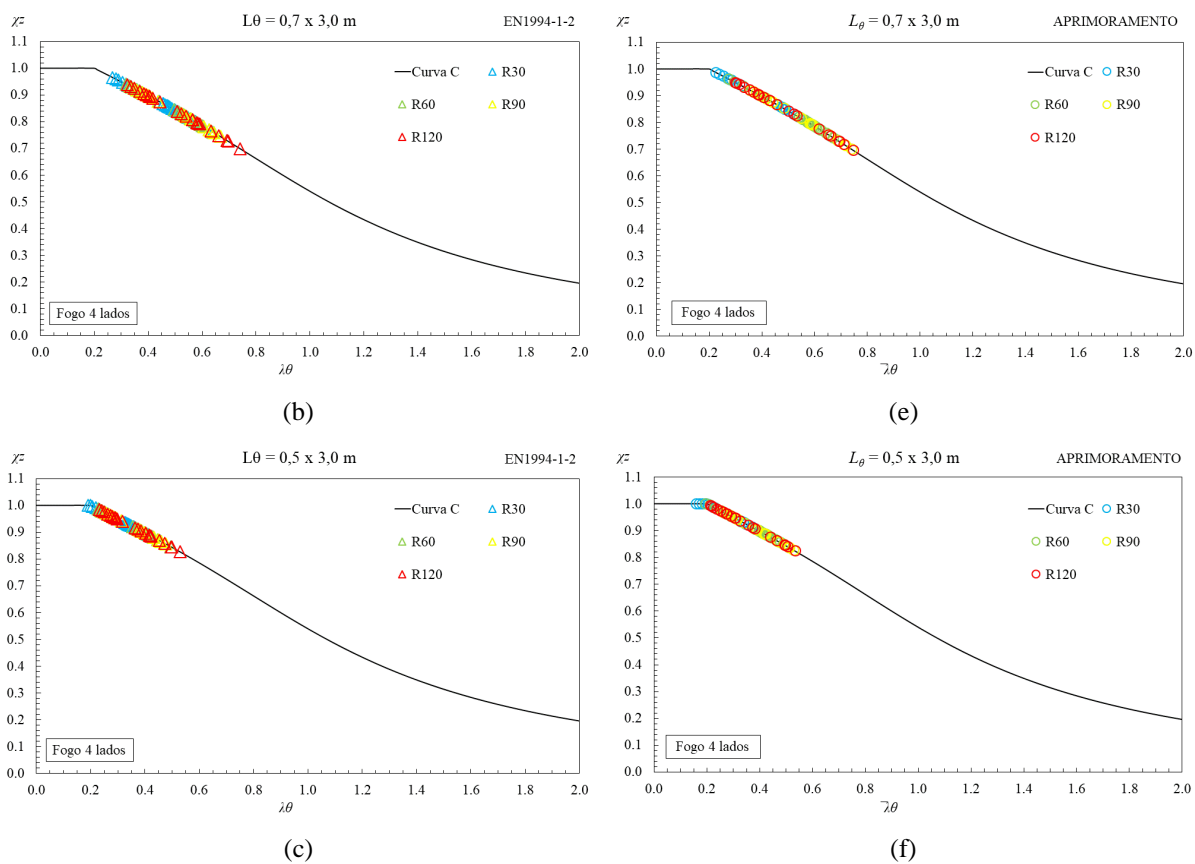 χz Lθ = 0,7 x 3,0 m EN1994-1-2
1.1
1.0
0.9
0.8
0.7
0.6
0.5
0.4
0.3
0.2
0.1
0.0
Curva C R30
R60 R90
R120
Fogo 4 lados
0.0 0.2 0.4 0.6 0.8 1.0 1.2 1.4 1.6 1.8 2.0
λθ
(b)
χz Lθ = 0,7 x 3,0 m APRIMORAMENTO
1.1
1.0
0.9
0.8
0.7
0.6
0.5
0.4
0.3
0.2
0.1
0.0
Curva C R30
R60 R90
R120
Fogo 4 lados
0.0 0.2 0.4 0.6 0.8 1.0 1.2 1.4 1.6 1.8 2.0
‾λθ
(e)
χz Lθ = 0,5 x 3,0 m EN1994-1-2
1.1
1.0
0.9
0.8
0.7
0.6
0.5
0.4
0.3
0.2
0.1
0.0
Curva C R30
R60 R90
R120
Fogo 4 lados
0.0 0.2 0.4 0.6 0.8 1.0 1.2 1.4 1.6 1.8 2.0
λθ
(c)
χz Lθ = 0,5 x 3,0 m APRIMORAMENTO
1.1
1.0
0.9
0.8
0.7
0.6
0.5
0.4
0.3
0.2
0.1
0.0
Curva C R30
R60 R90
R120
Fogo 4 lados
0.0 0.2 0.4 0.6 0.8 1.0 1.2 1.4 1.6 1.8 2.0
‾λθ
(f)